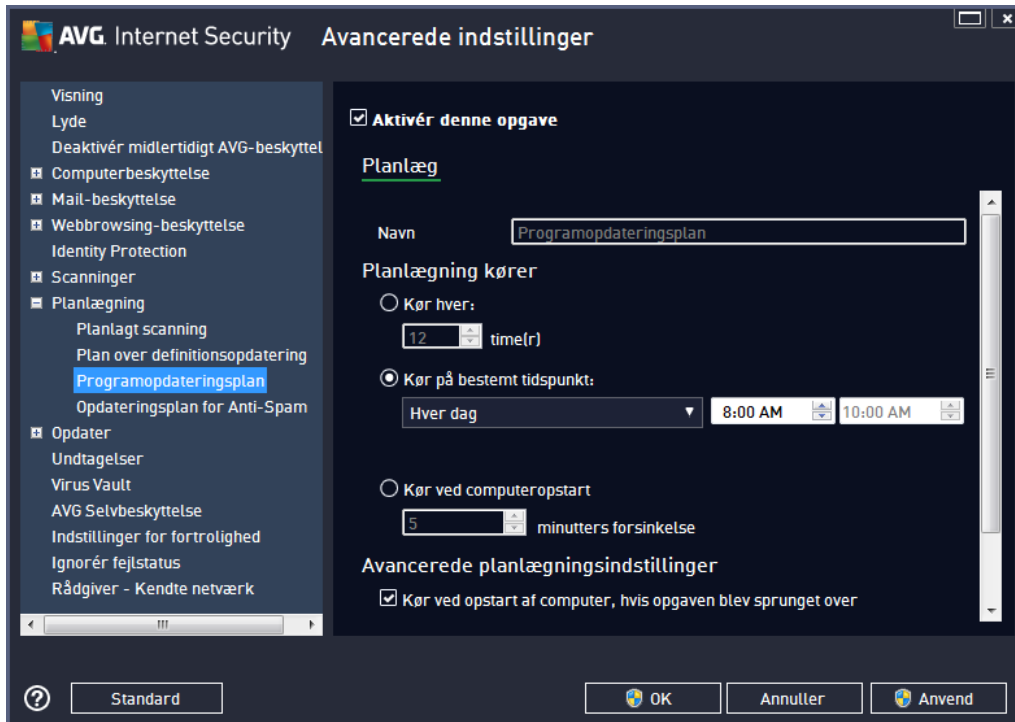 AVG. Internet Security Avancerede indstillinger
Visning
Lyde
Deaktivér midlertidigt AVG-beskyttel
Computerbeskyttelse
Mail-beskyttelse
Webbrowsing-beskyttelse
Identity Protection
Scanninger
Planlægning
Planlagt scanning
Plan over definitionsopdatering
Programopdateringsplan
Opdateringsplan for Anti-Spam
Opdater
Undtagelser
Virus Vault
AVG Selvbeskyttelse
Indstillinger for fortrolighed
Ignorér fejlstatus
Rådgiver - Kendte netværk
Aktivér denne opgave
Planlæg
Navn Programopdateringsplan
Planlægning kører
Kør hver:
12 time(r)
Kør på bestemt tidspunkt:
Hver dag 8:00 AM 10:00 AM
Kør ved computeropstart
5 minutters forsinkelse
Avancerede planlægningsindstillinger
Kør ved opstart af computer, hvis opgaven blev sprunget over
Standard OK Annuller Anvend